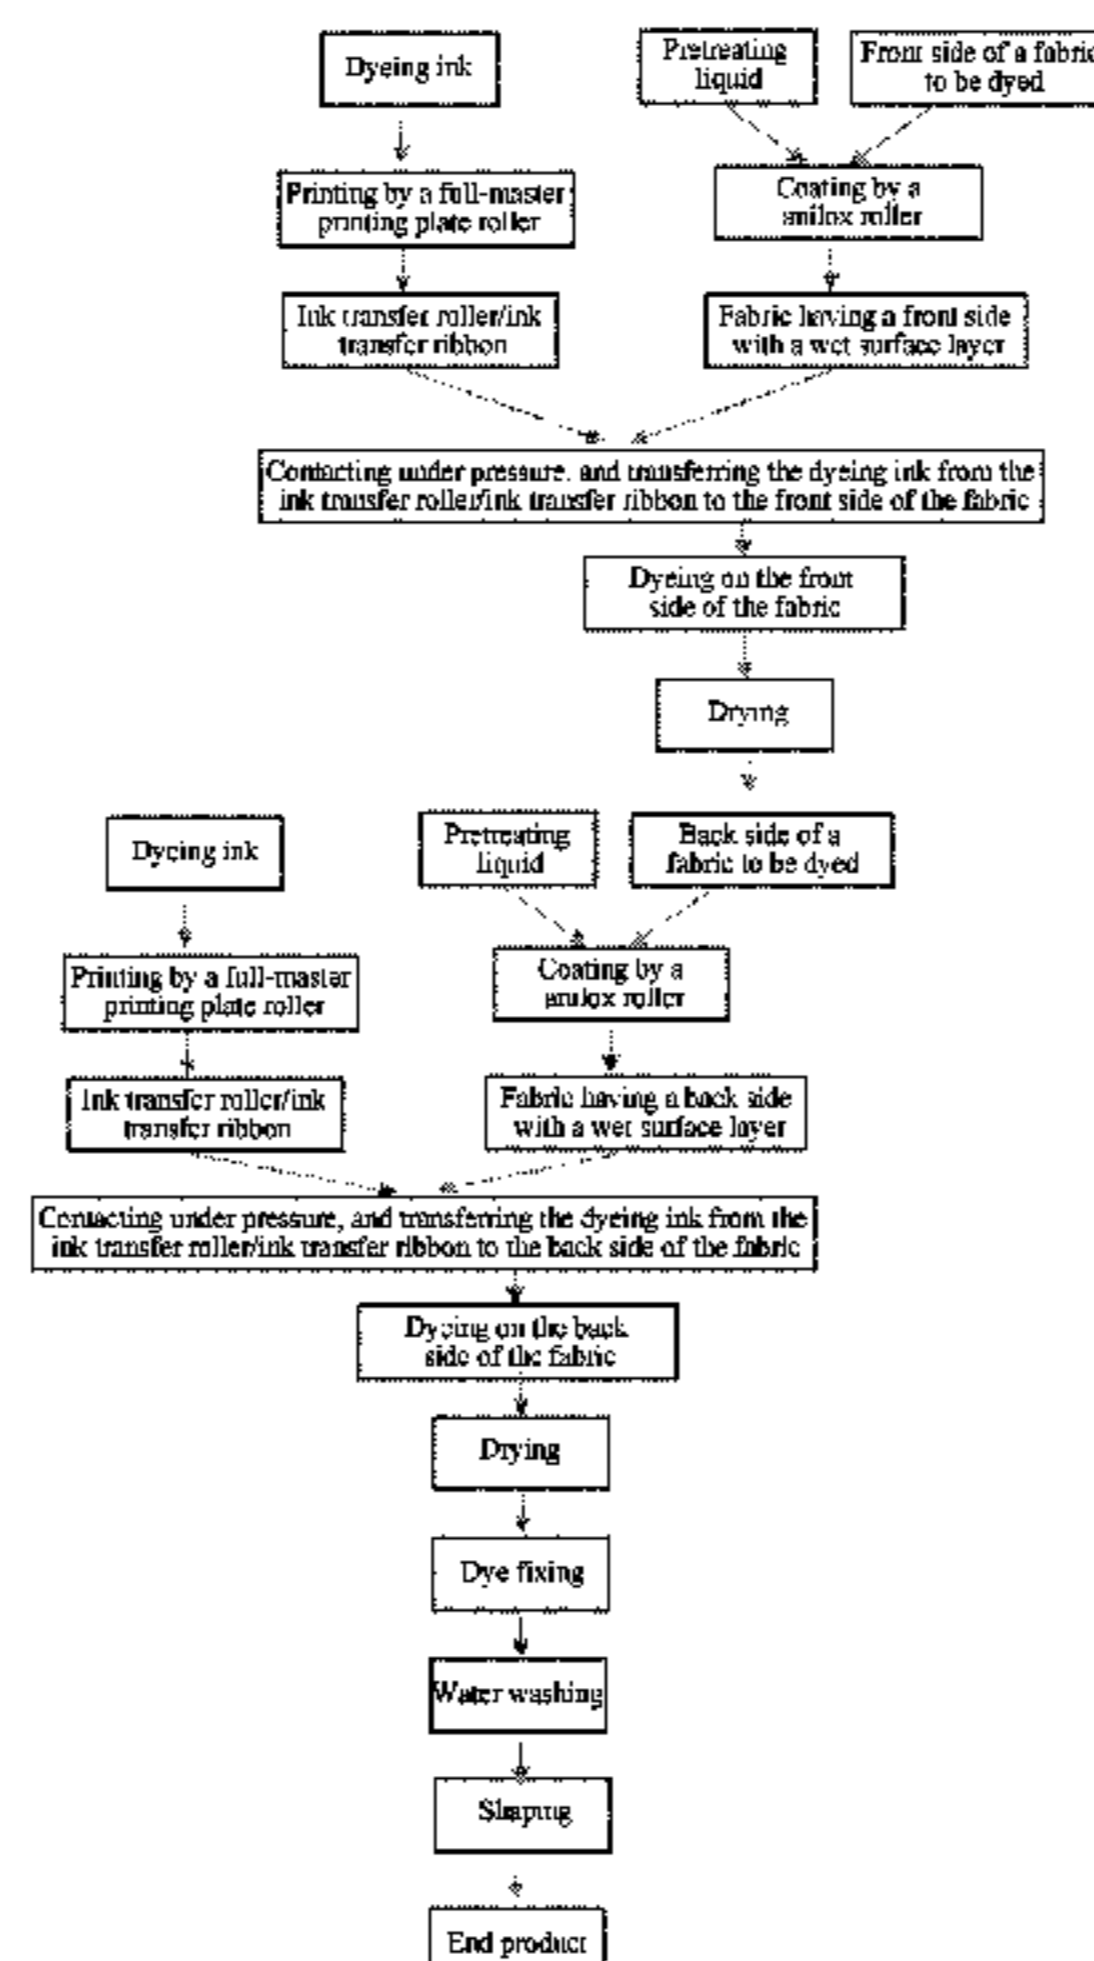 Dyeing ink
Pretreating
liquid
Front side of a fabric
to be dyed
Printing by a full-master
printing plate roller
Coating by a
anilox roller
Ink transfer roller/ink
transfer ribbon
Fabric having a front side
with a wet surface layer
Contacting under pressure, and transferring the dyeing ink from the
ink transfer roller/ink transfer ribbon to the front side of the fabric
Dyeing on the front
side of the fabric
Drying
Dyeing ink
Pretreating
liquid
Back side of a
fabric to be dyed
Printing by a full-master
printing plate roller
Coating by a
anilox roller
Ink transfer roller/ink
transfer ribbon
Fabric having a back side
with a wet surface layer
Contacting under pressure, and transferring the dyeing ink from the
ink transfer roller/ink transfer ribbon to the back side of the fabric
Dyeing on the back
side of the fabric
Drying
Dye fixing
Water washing
Shaping
End product